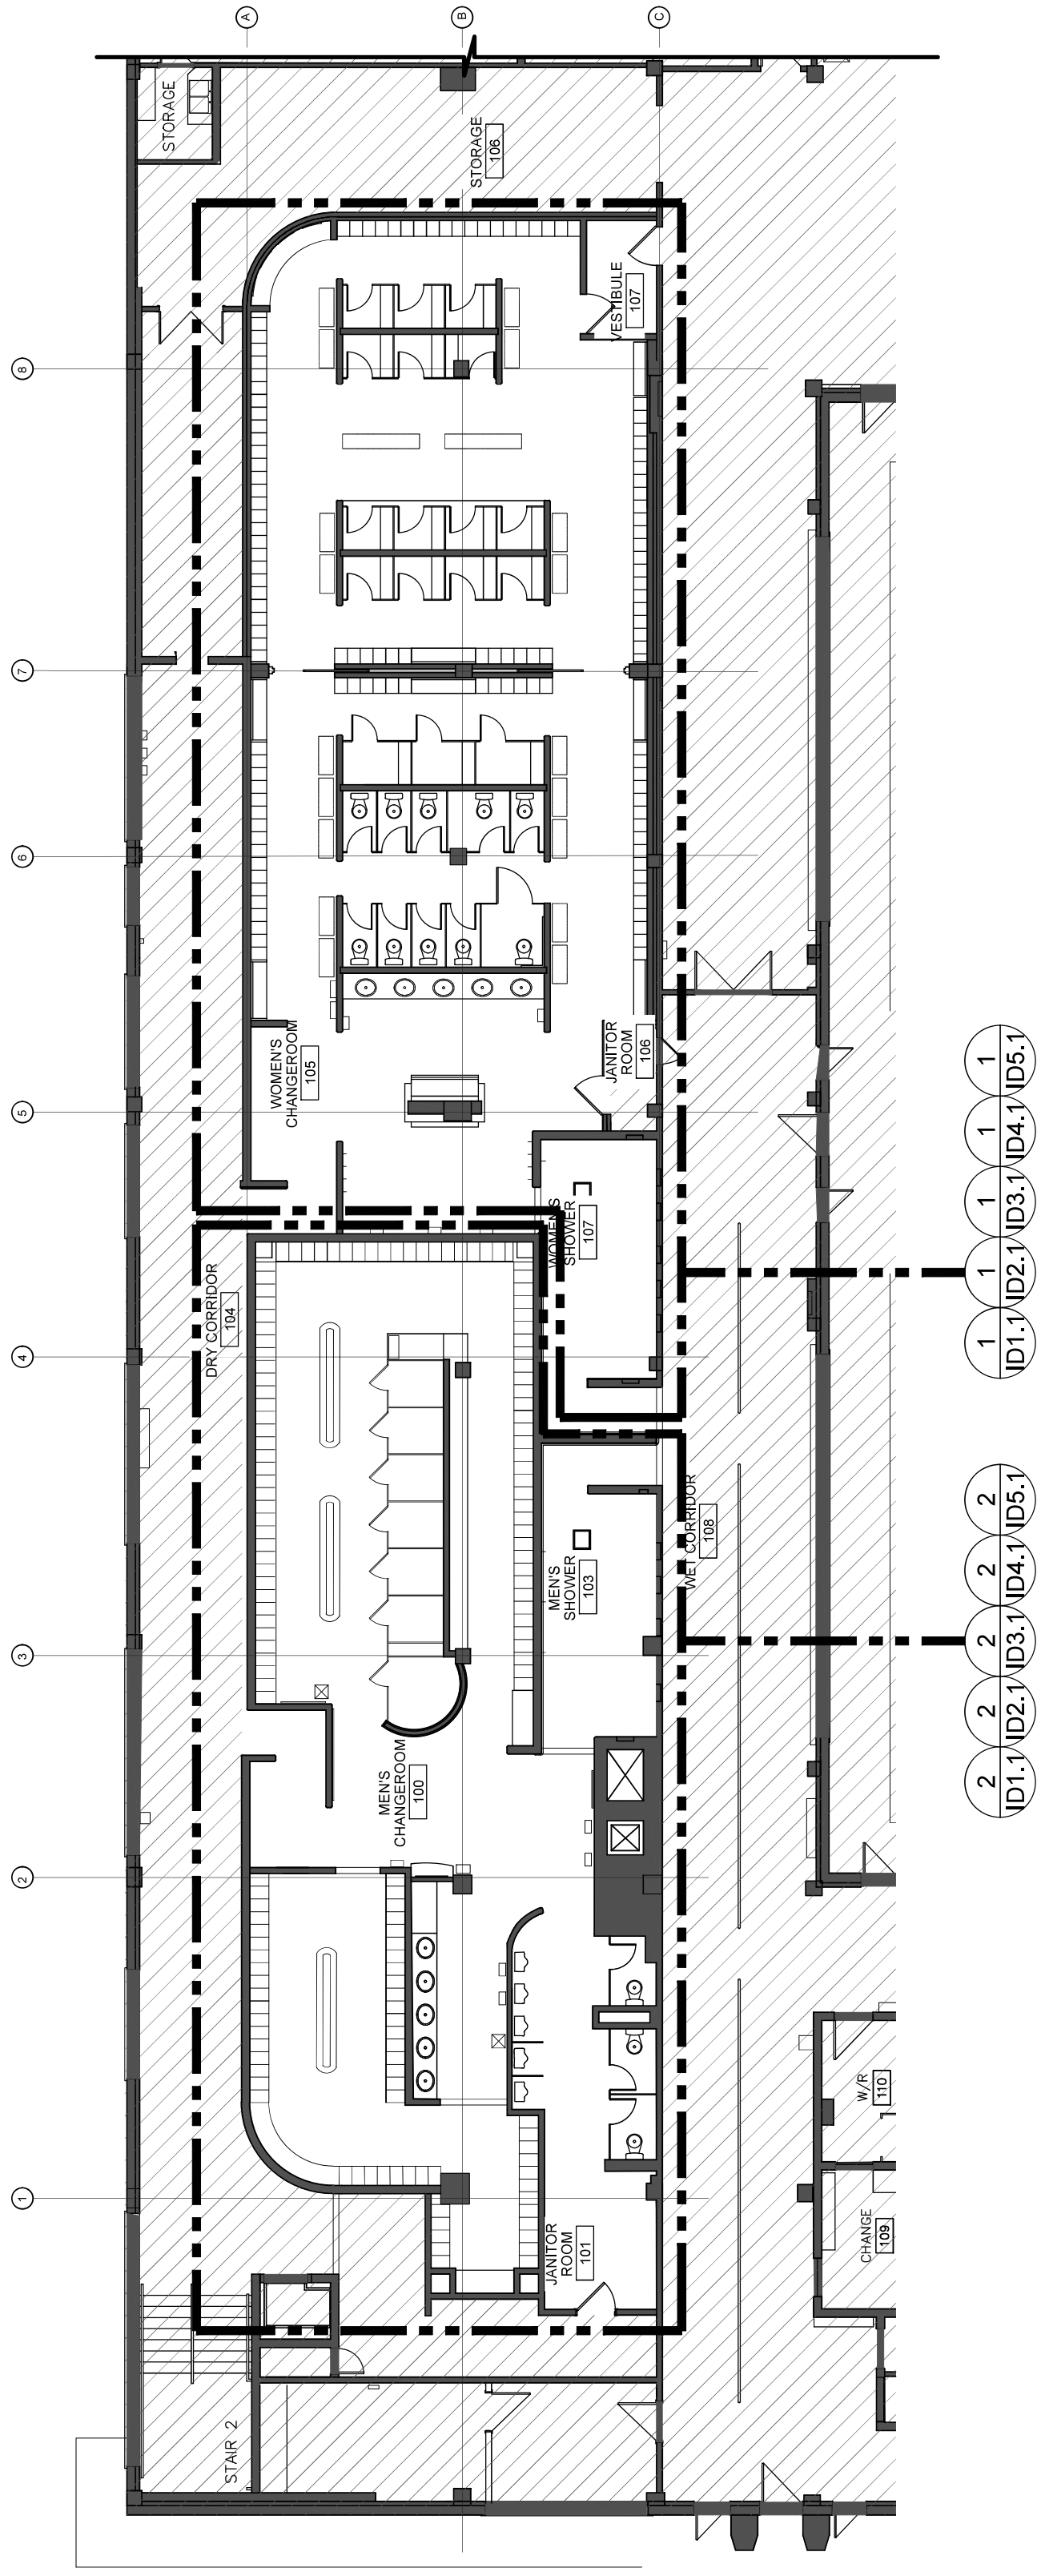 A
B
C
8
7
6
5
4
3
2
1
STORAGE
STORAGE
106
VESTIBULE
107
WOMEN'S
CHANGEROOM
105
JANITOR
ROOM
106
WOMEN'S
SHOWER
107
DRY CORRIDOR
104
MEN'S
SHOWER
103
WET CORRIDOR
108
MEN'S
CHANGEROOM
100
JANITOR
ROOM
101
W/R
110
CHANGE
109
STAIR 2
1
ID1.1
1
ID2.1
1
ID3.1
1
ID4.1
1
ID5.1
2
ID1.1
2
ID2.1
2
ID3.1
2
ID4.1
2
ID5.1